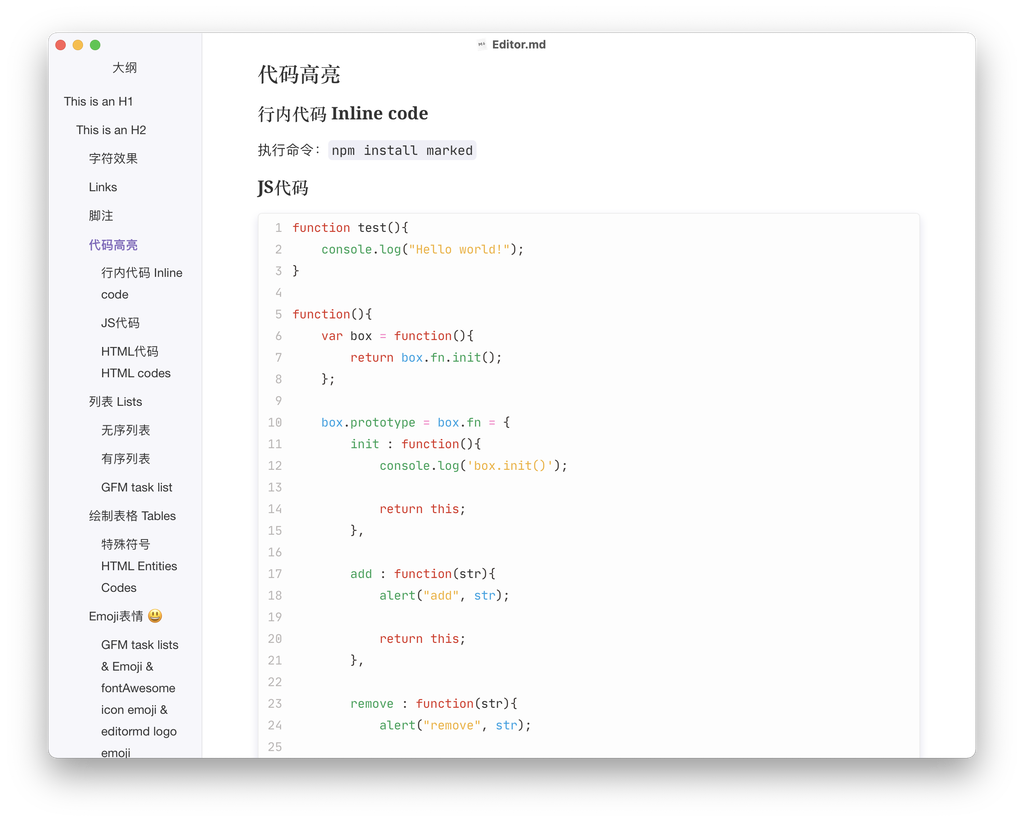 Editor.md
大纲
This is an H1
This is an H2
字符效果
Links
脚注
代码高亮
行内代码 Inline
code
JS代码
HTML代码
HTML codes
列表 Lists
无序列表
有序列表
GFM task list
绘制表格 Tables
特殊符号
HTML Entities
Codes
Emoji表情 😃
GFM task lists
& Emoji &
fontAwesome
icon emoji &
editormd logo
emoji
代码高亮
行内代码 Inline code
执行命令： npm install marked
JS代码
1 function test(){
2     console.log("Hello world!");
3 }
4
5 function(){
6     var box = function(){
7         return box.fn.init();
8     };
9
10     box.prototype = box.fn = {
11         init : function(){
12             console.log('box.init()');
13
14             return this;
15         },
16
17         add : function(str){
18             alert("add", str);
19
20             return this;
21         },
22
23         remove : function(str){
24             alert("remove", str);
25